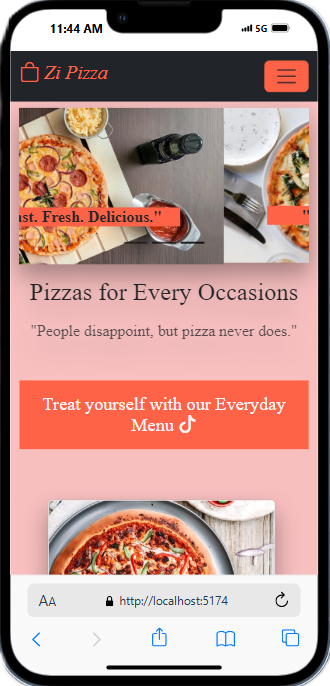 11:44 AM
5G
Zi Pizza
st. Fresh. Delicious."
"
Pizzas for Every Occasions
"People disappoint, but pizza never does."
Treat yourself with our Everyday
Menu
AA
http://localhost:5174